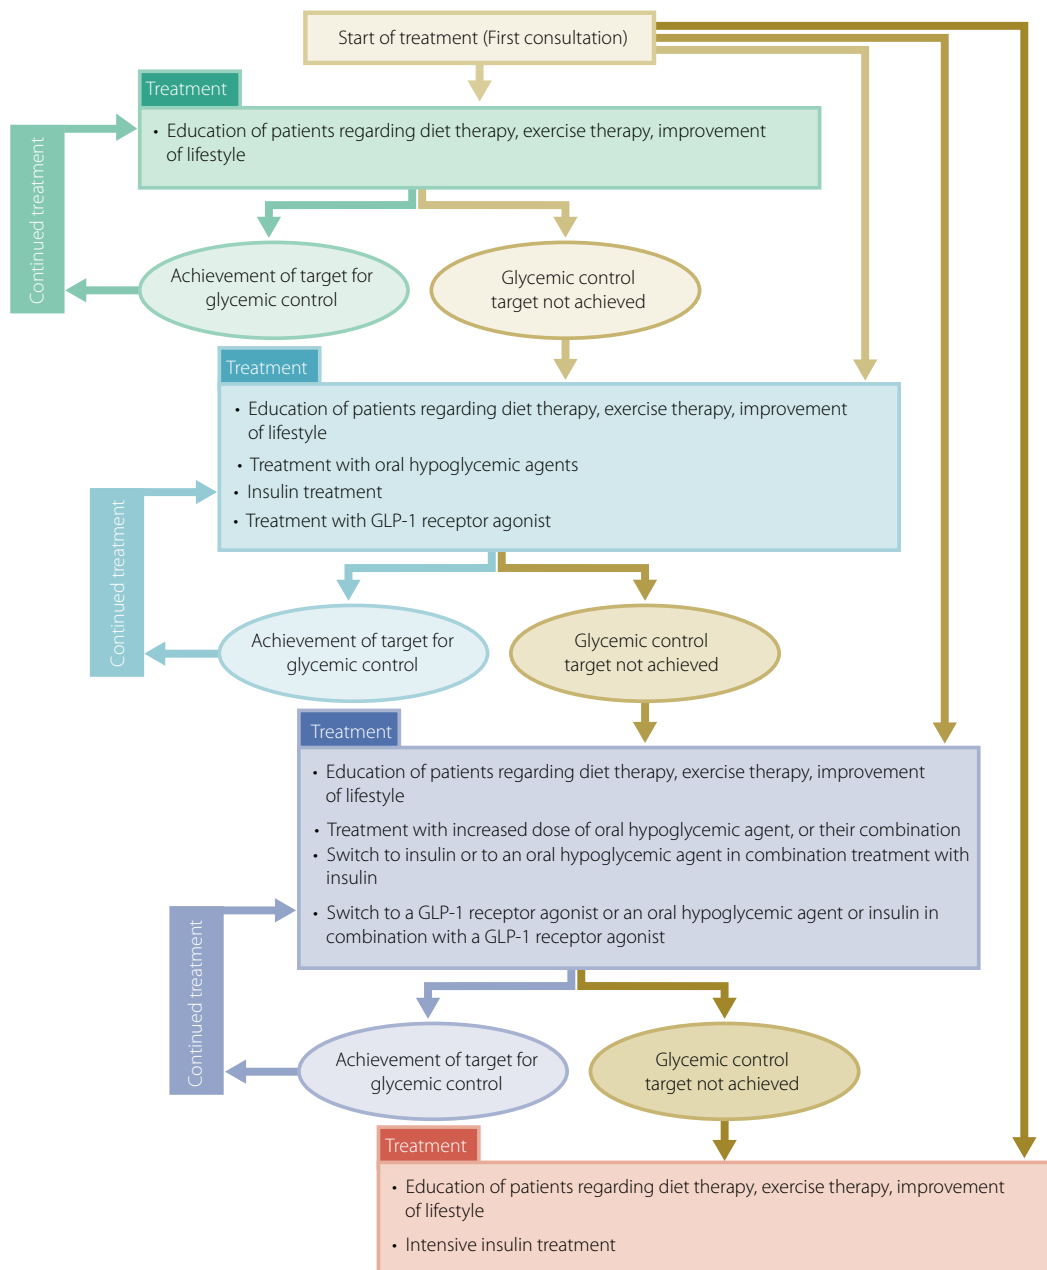 Start of treatment (First consultation)
Treatment
• Education of patients regarding diet therapy, exercise therapy, improvement
of lifestyle
Continued treatment
Achievement of target for
glycemic control
Glycemic control
target not achieved
Treatment
• Education of patients regarding diet therapy, exercise therapy, improvement
of lifestyle
• Treatment with oral hypoglycemic agents
• Insulin treatment
• Treatment with GLP-1 receptor agonist
Continued treatment
Achievement of target for
glycemic control
Glycemic control
target not achieved
Treatment
• Education of patients regarding diet therapy, exercise therapy, improvement
of lifestyle
• Treatment with increased dose of oral hypoglycemic agent, or their combination
• Switch to insulin or to an oral hypoglycemic agent in combination treatment with
insulin
• Switch to a GLP-1 receptor agonist or an oral hypoglycemic agent or insulin in
combination with a GLP-1 receptor agonist
Continued treatment
Achievement of target for
glycemic control
Glycemic control
target not achieved
Treatment
• Education of patients regarding diet therapy, exercise therapy, improvement
of lifestyle
• Intensive insulin treatment